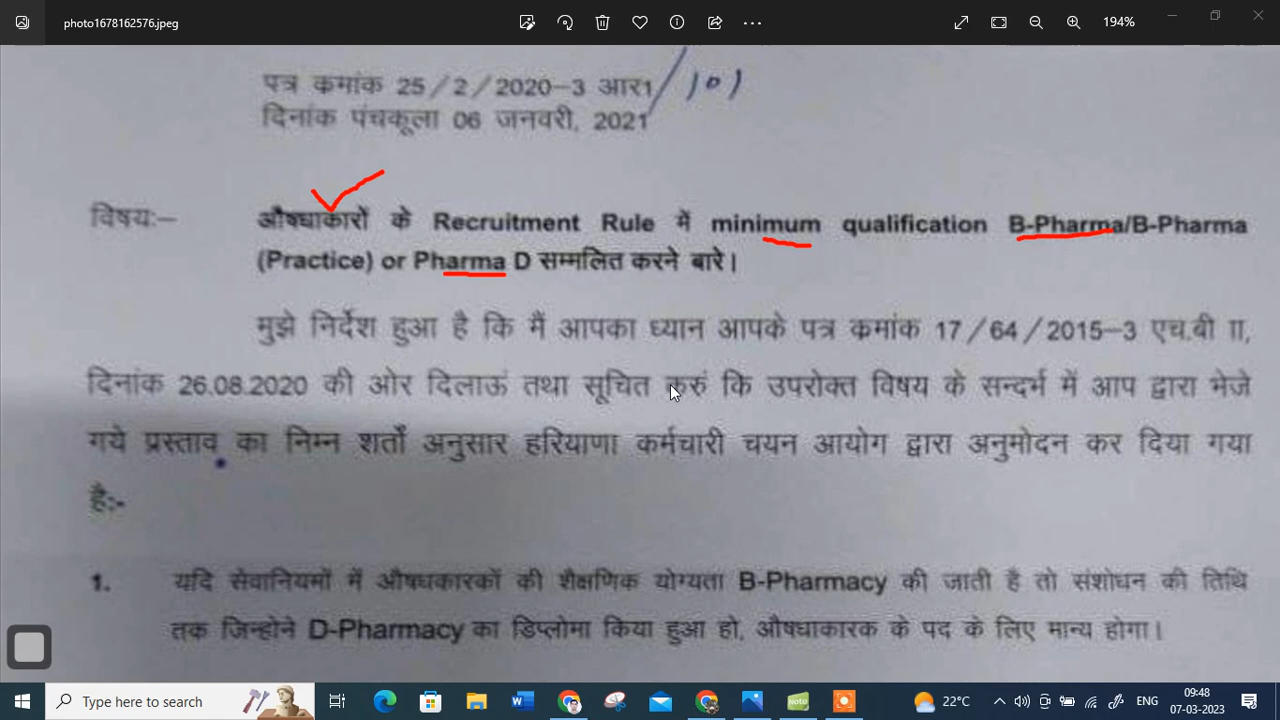 photo1678162576.jpeg
194%
पत्र कमांक 25/2/2020-3 आर1/101
दिनांक पंचकूला 06 जनवरी, 2021
विषयः- औषधाकारों के Recruitment Rule में minimum qualification B-Pharma/B-Pharma
(Practice) or Pharma D सम्मलित करने बारे।
मुझे निर्देश हुआ है कि मैं आपका ध्यान आपके पत्र कमांक 17/64/2015-3 एच.बी II,
दिनांक 26.08.2020 की ओर दिलाऊं तथा सूचित करुं कि उपरोक्त विषय के सन्दर्भ में आप द्वारा भेजे
गये प्रस्ताव का निम्न शर्तों अनुसार हरियाणा कर्मचारी चयन आयोग द्वारा अनुमोदन कर दिया गया
है:-
1. यदि सेवानियमों में औषधकारकों की शैक्षणिक योग्यता B-Pharmacy की जाती है तो संशोधन की तिथि
तक जिन्होने D-Pharmacy का डिप्लोमा किया हुआ हो, औषधाकारक के पद के लिए मान्य होगा।
Type here to search
22°C
ENG
09:48
07-03-2023